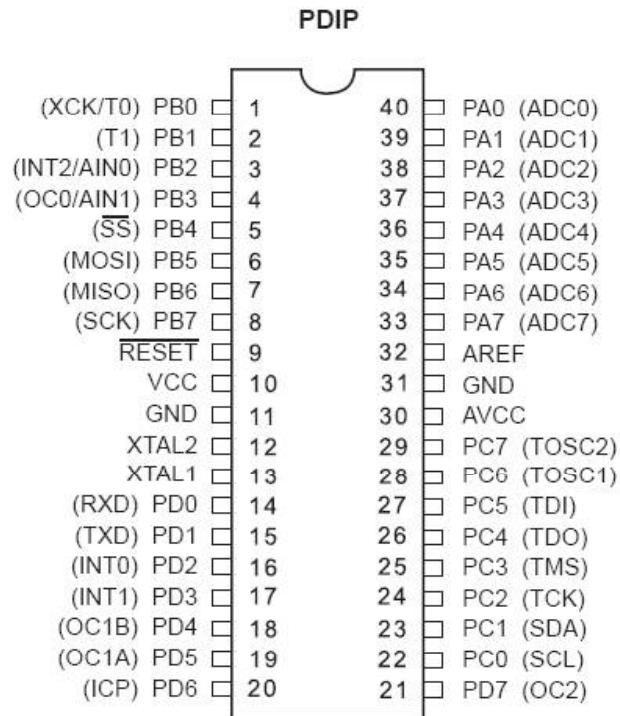 PDIP
(XCK/T0) PB0 1 40 PA0 (ADC0)
(T1) PB1 2 39 PA1 (ADC1)
(INT2/AIN0) PB2 3 38 PA2 (ADC2)
(OC0/AIN1) PB3 4 37 PA3 (ADC3)
(SS) PB4 5 36 PA4 (ADC4)
(MOSI) PB5 6 35 PA5 (ADC5)
(MISO) PB6 7 34 PA6 (ADC6)
(SCK) PB7 8 33 PA7 (ADC7)
RESET 9 32 AREF
VCC 10 31 GND
GND 11 30 AVCC
XTAL2 12 29 PC7 (TOSC2)
XTAL1 13 28 PC6 (TOSC1)
(RXD) PD0 14 27 PC5 (TDI)
(TXD) PD1 15 26 PC4 (TDO)
(INT0) PD2 16 25 PC3 (TMS)
(INT1) PD3 17 24 PC2 (TCK)
(OC1B) PD4 18 23 PC1 (SDA)
(OC1A) PD5 19 22 PC0 (SCL)
(ICP) PD6 20 21 PD7 (OC2)